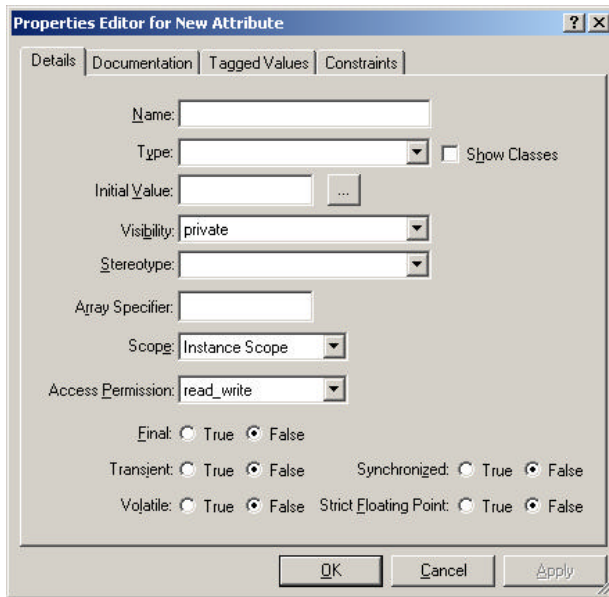 Properties Editor for New Attribute
Details Documentation Tagged Values Constraints
Name:
Type: Show Classes
Initial Value: ...
Visibility: private
Stereotype:
Array Specifier:
Scope: Instance Scope
Access Permission: read_write
Final: True False
Transient: True False Synchronized: True False
Volatile: True False Strict Floating Point: True False
OK Cancel Apply